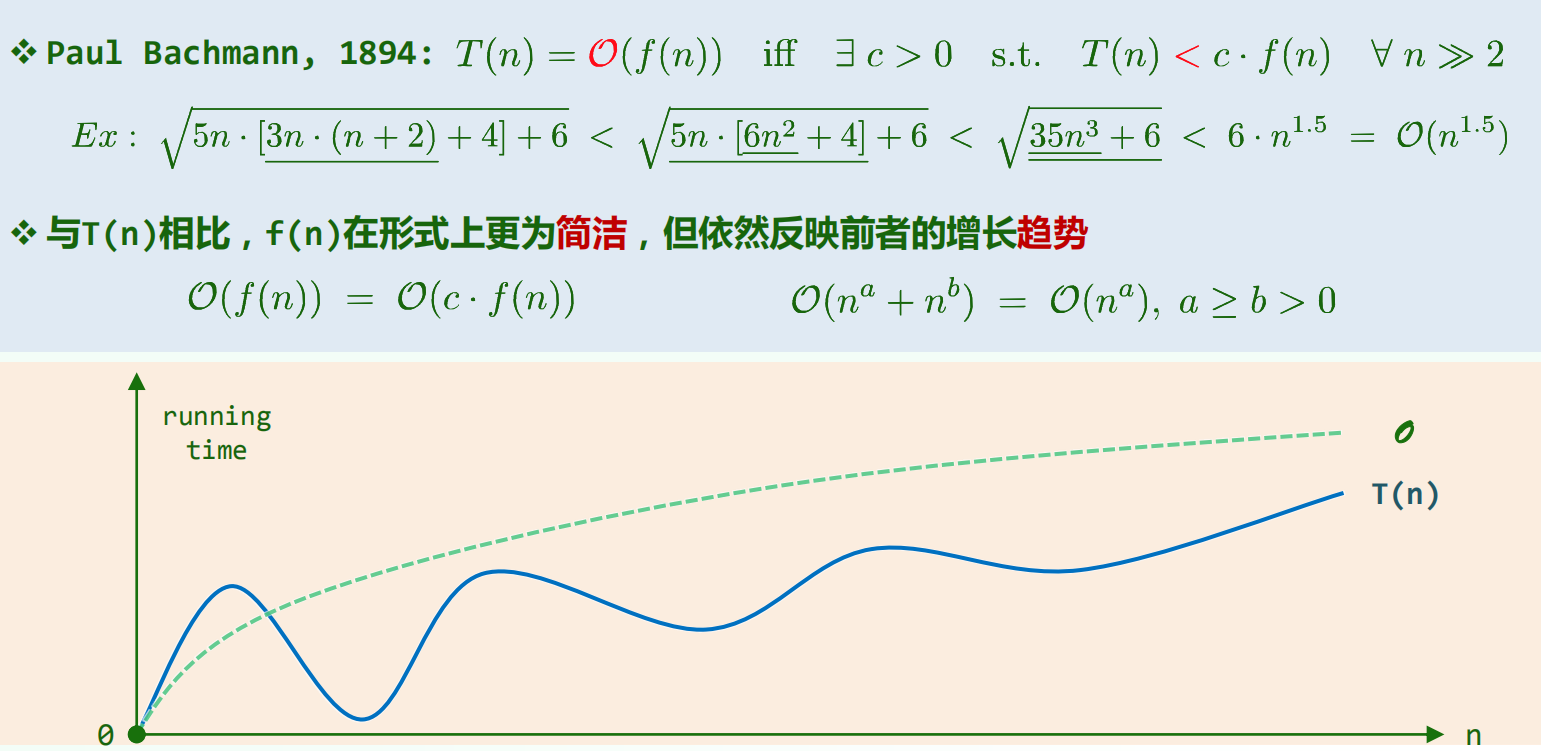 ❖ Paul Bachmann, 1894: T(n) = 𝒪(f(n)) iff ∃ c > 0 s.t. T(n) < c · f(n) ∀ n ≫ 2
Ex : √(5n · [3n · (n + 2) + 4] + 6) < √(5n · [6n² + 4] + 6) < √(35n³ + 6) < 6 · n^1.5 = 𝒪(n^1.5)
❖ 与T(n)相比，f(n)在形式上更为简洁，但依然反映前者的增长趋势
𝒪(f(n)) = 𝒪(c · f(n)) 𝒪(n^a + n^b) = 𝒪(n^a), a ≥ b > 0
running
time
𝒪
T(n)
0
n